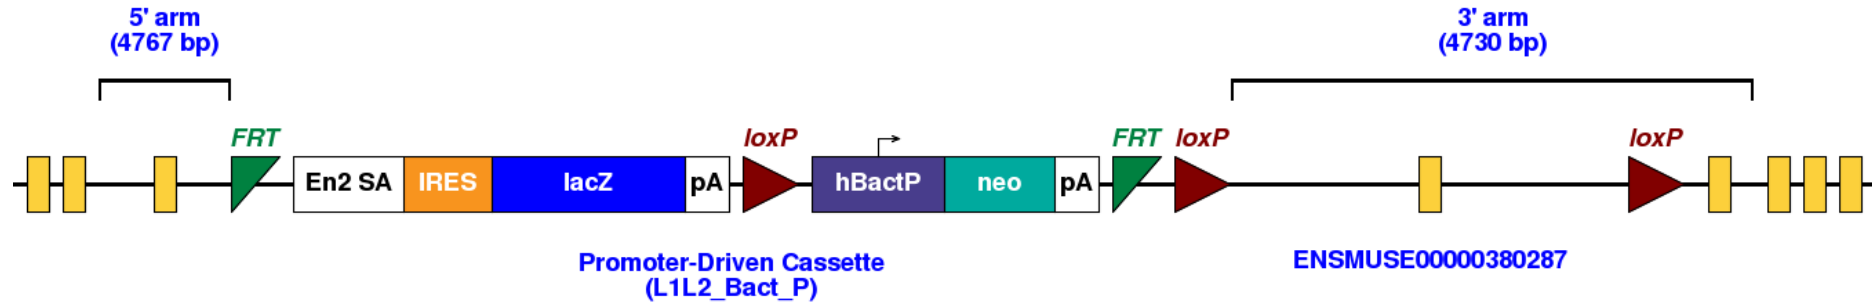 5' arm
(4767 bp)
3' arm
(4730 bp)
FRT
loxP
FRT
loxP
loxP
En2 SA
IRES
lacZ
pA
hBactP
neo
pA
Promoter-Driven Cassette
(L1L2_Bact_P)
ENSMUSE00000380287